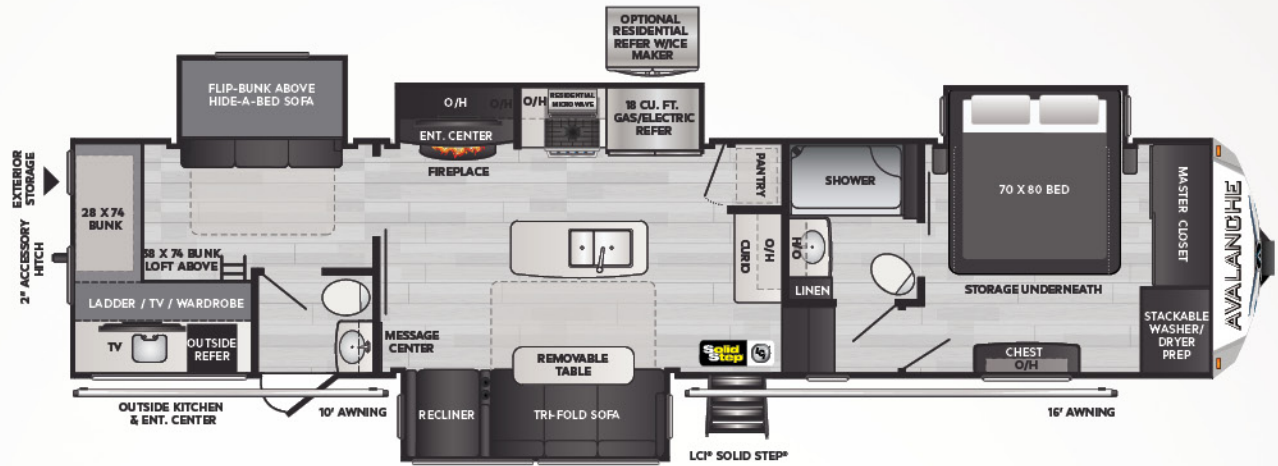 OPTIONAL
RESIDENTIAL
REFER W/ICE
MAKER
FLIP-BUNK ABOVE
HIDE-A-BED SOFA
O/H
O/H
O/H
RESIDENTIAL
MICROWAVE
18 CU. FT.
GAS/ELECTRIC
REFER
ENT. CENTER
FIREPLACE
EXTERIOR
STORAGE
2" ACCESSORY
HITCH
28 X 74
BUNK
38 X 74 BUNK
LOFT ABOVE
LADDER / TV / WARDROBE
TV
OUTSIDE
REFER
OUTSIDE KITCHEN
& ENT. CENTER
10' AWNING
MESSAGE
CENTER
RECLINER
REMOVABLE
TABLE
TRI-FOLD SOFA
PANTRY
CURIO
O/H
Solid
Step
LCI® SOLID STEP®
SHOWER
O/H
LINEN
70 X 80 BED
STORAGE UNDERNEATH
CHEST
O/H
16' AWNING
MASTER CLOSET
STACKABLE
WASHER/
DRYER
PREP
AVALANCHE